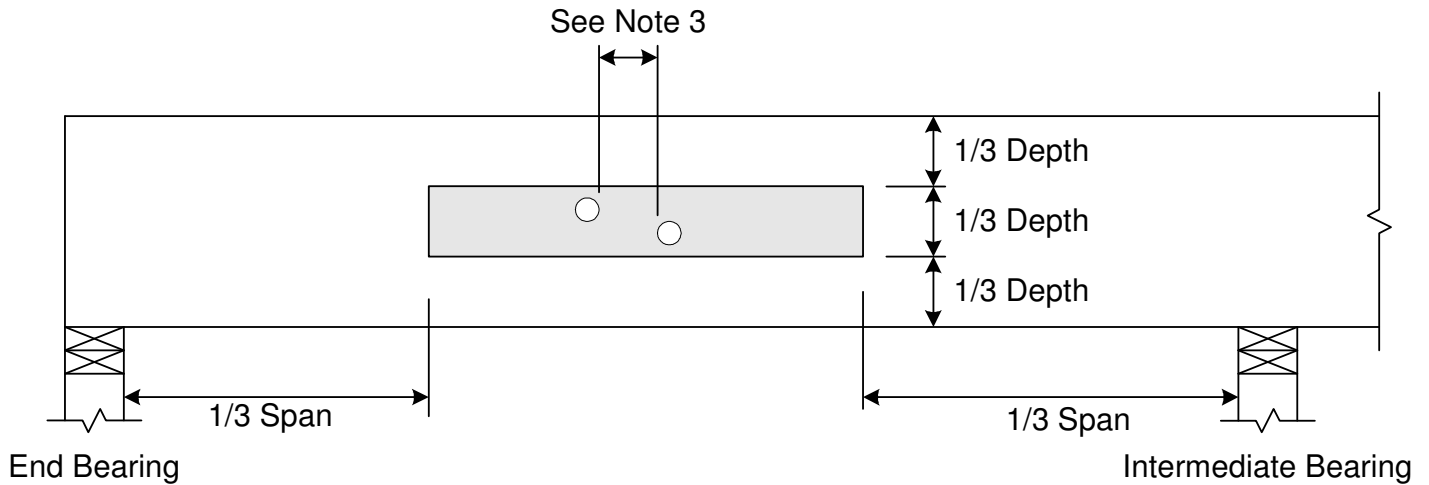 See Note 3
1/3 Depth
1/3 Depth
1/3 Depth
1/3 Span
1/3 Span
End Bearing
Intermediate Bearing